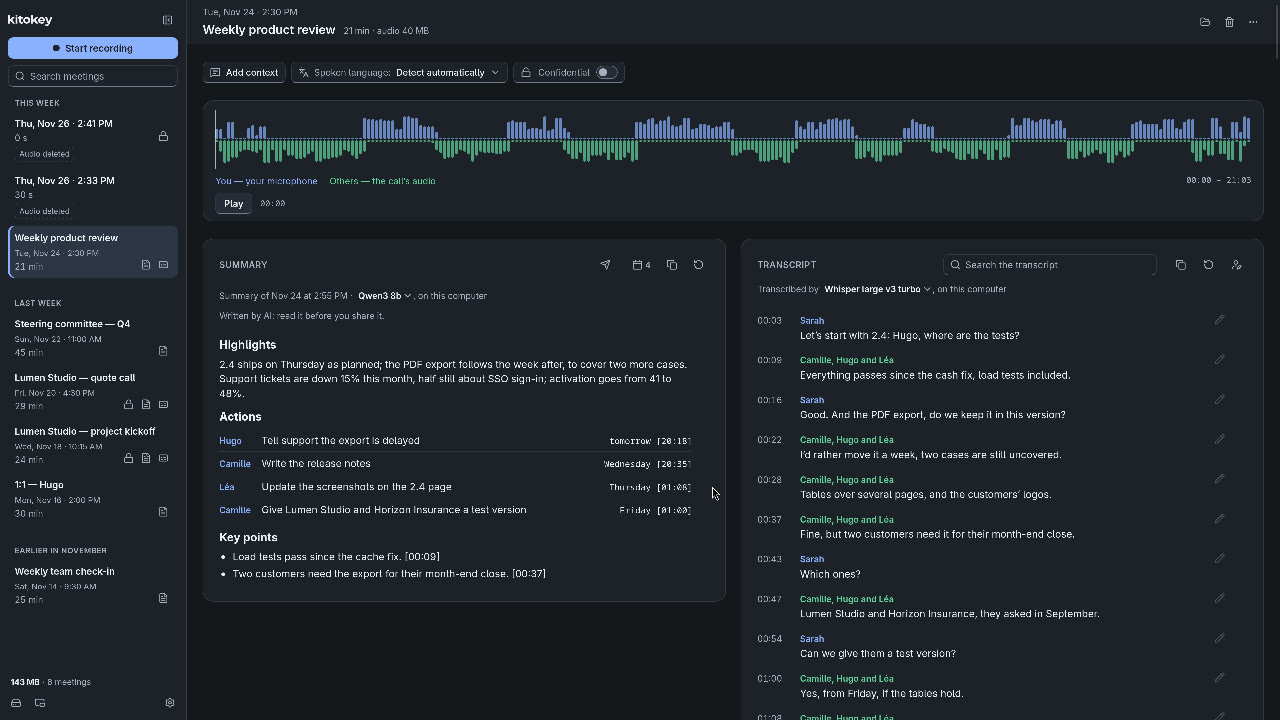 kitokey
Start recording
Search meetings
THIS WEEK
Thu, Nov 26 · 2:41 PM
0 s
Audio deleted
Thu, Nov 26 · 2:33 PM
30 s
Audio deleted
Weekly product review
Tue, Nov 24 · 2:30 PM
21 min
LAST WEEK
Steering committee — Q4
Sun, Nov 22 · 11:00 AM
45 min
Lumen Studio — quote call
Fri, Nov 20 · 4:30 PM
29 min
Lumen Studio — project kickoff
Wed, Nov 18 · 10:15 AM
24 min
1:1 — Hugo
Mon, Nov 16 · 2:00 PM
30 min
EARLIER IN NOVEMBER
Weekly team check-in
Sat, Nov 14 · 9:30 AM
25 min
143 MB · 8 meetings
Tue, Nov 24 · 2:30 PM
Weekly product review 21 min · audio 40 MB
Add context
Spoken language: Detect automatically
Confidential
You — your microphone Others — the call's audio
00:00 – 21:03
Play 00:00
SUMMARY
4
Summary of Nov 24 at 2:55 PM · Qwen3 8b, on this computer
Written by AI: read it before you share it.
Highlights
2.4 ships on Thursday as planned; the PDF export follows the week after, to cover two more cases.
Support tickets are down 15% this month, half still about SSO sign-in; activation goes from 41 to
48%.
Actions
Hugo Tell support the export is delayed tomorrow [20:18]
Camille Write the release notes Wednesday [20:35]
Léa Update the screenshots on the 2.4 page Thursday [01:08]
Camille Give Lumen Studio and Horizon Insurance a test version Friday [01:00]
Key points
• Load tests pass since the cache fix. [00:09]
• Two customers need the export for their month-end close. [00:37]
TRANSCRIPT
Search the transcript
Transcribed by Whisper large v3 turbo, on this computer
00:03 Sarah
Let's start with 2.4: Hugo, where are the tests?
00:09 Camille, Hugo and Léa
Everything passes since the cash fix, load tests included.
00:16 Sarah
Good. And the PDF export, do we keep it in this version?
00:22 Camille, Hugo and Léa
I'd rather move it a week, two cases are still uncovered.
00:28 Camille, Hugo and Léa
Tables over several pages, and the customers' logos.
00:37 Camille, Hugo and Léa
Fine, but two customers need it for their month-end close.
00:43 Sarah
Which ones?
00:47 Camille, Hugo and Léa
Lumen Studio and Horizon Insurance, they asked in September.
00:54 Sarah
Can we give them a test version?
01:00 Camille, Hugo and Léa
Yes, from Friday, if the tables hold.
01:08 Camille, Hugo and Léa